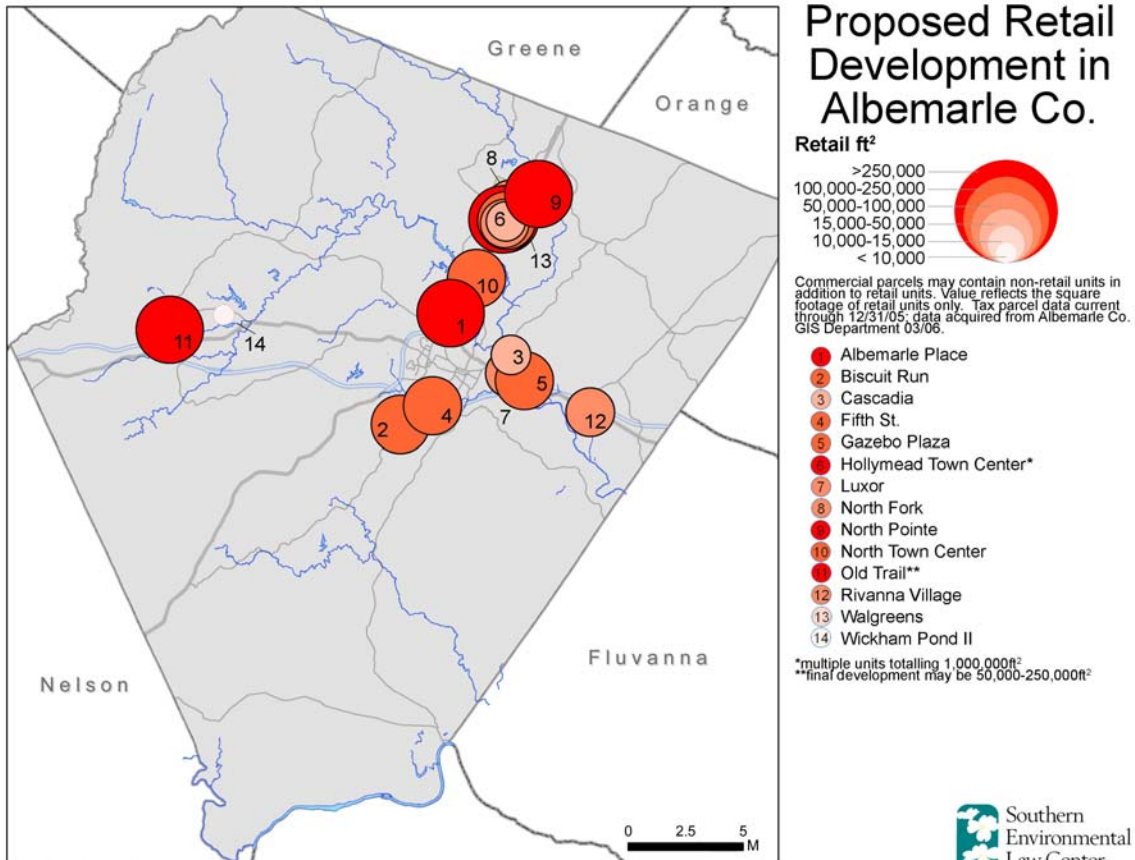 Proposed Retail
Development in
Albemarle Co.
Retail ft²
>250,000
100,000-250,000
50,000-100,000
15,000-50,000
10,000-15,000
< 10,000
Commercial parcels may contain non-retail units in
addition to retail units. Value reflects the square
footage of retail units only. Tax parcel data current
through 12/31/05; data acquired from Albemarle Co.
GIS Department 03/06.
1 Albemarle Place
2 Biscuit Run
3 Cascadia
4 Fifth St.
5 Gazebo Plaza
6 Hollymead Town Center*
7 Luxor
8 North Fork
9 North Pointe
10 North Town Center
11 Old Trail**
12 Rivanna Village
13 Walgreens
14 Wickham Pond II
*multiple units totalling 1,000,000ft²
**final development may be 50,000-250,000ft²
Greene
Orange
8
9
6
13
10
1
11
14
3
5
7
4
2
12
Fluvanna
Nelson
0 2.5 5
M
Southern
Environmental
Law Center